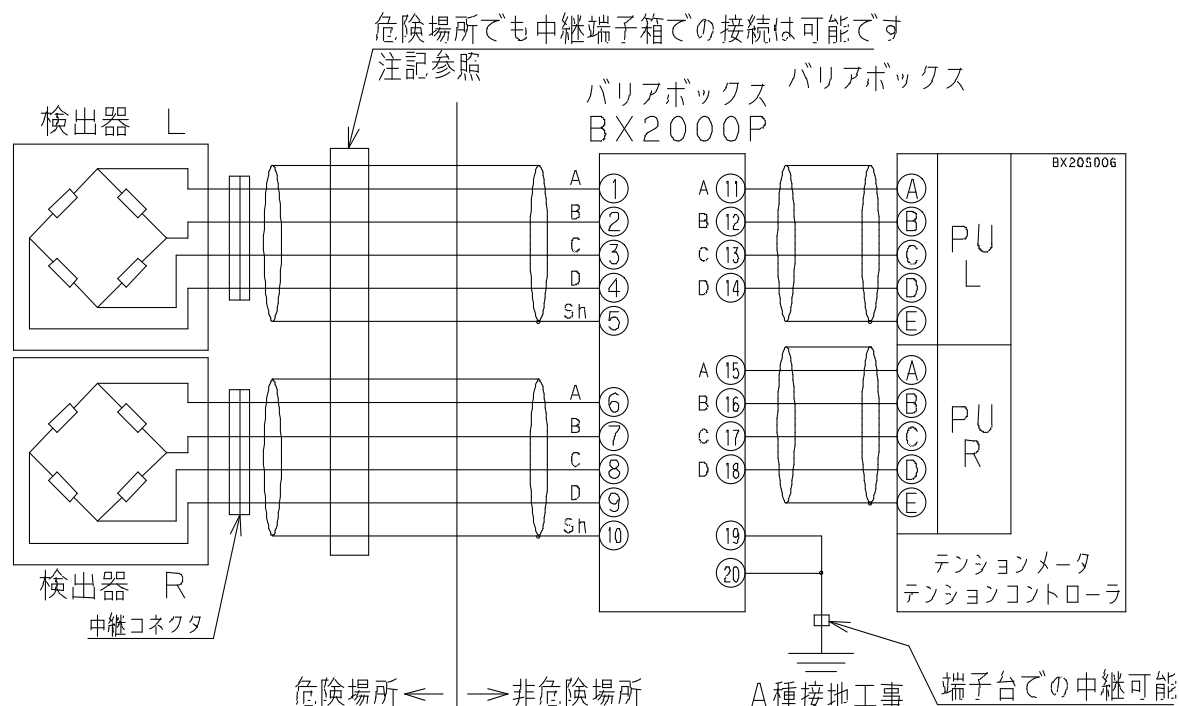 危険場所でも中継端子箱での接続は可能です
注記参照
バリアボックス
バリアボックス
BX2000P
検出器 L
BX20S006
A
1
A
11
A
B
2
B
12
B
C
3
C
13
C
D
4
D
14
D
Sh
5
E
PU
L
A
6
A
15
A
B
7
B
16
B
C
8
C
17
C
D
9
D
18
D
Sh
10
E
PU
R
19
20
検出器 R
中継コネクタ
テンションメータ
テンションコントローラ
危険場所
非危険場所
A種接地工事
端子台での中継可能